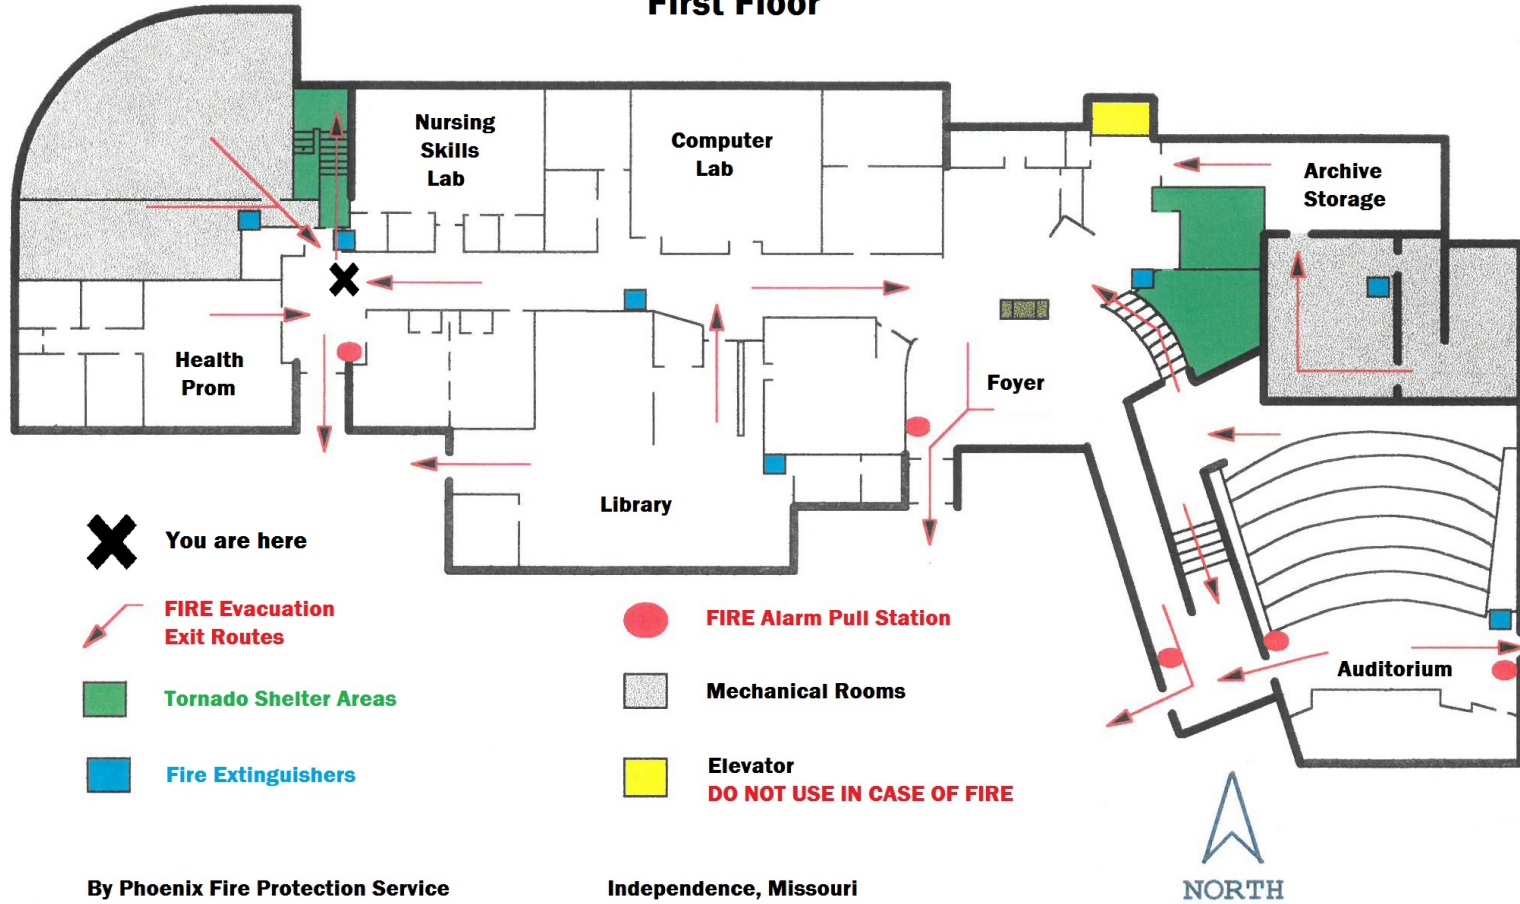 First Floor
Nursing
Skills
Lab
Computer
Lab
Archive
Storage
Health
Prom
Foyer
Library
Auditorium
You are here
FIRE Evacuation
Exit Routes
FIRE Alarm Pull Station
Tornado Shelter Areas
Mechanical Rooms
Fire Extinguishers
Elevator
DO NOT USE IN CASE OF FIRE
NORTH
By Phoenix Fire Protection Service
Independence, Missouri